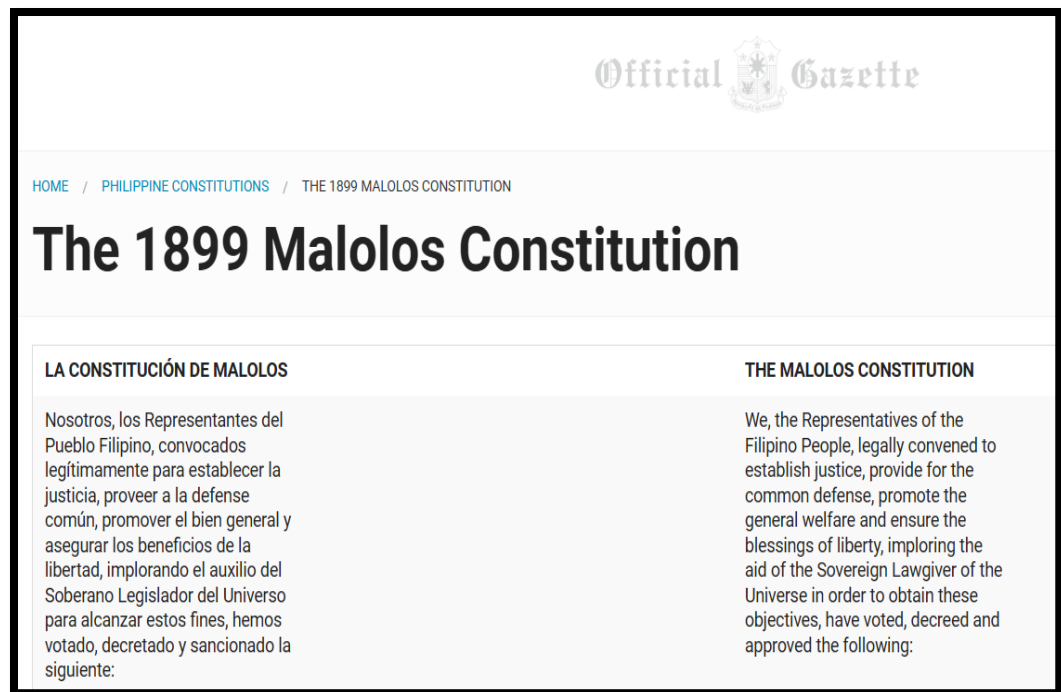 Official Gazette
HOME / PHILIPPINE CONSTITUTIONS / THE 1899 MALOLOS CONSTITUTION
The 1899 Malolos Constitution
LA CONSTITUCIÓN DE MALOLOS
Nosotros, los Representantes del
Pueblo Filipino, convocados
legítimamente para establecer la
justicia, proveer a la defense
común, promover el bien general y
asegurar los beneficios de la
libertad, implorando el auxilio del
Soberano Legislador del Universo
para alcanzar estos fines, hemos
votado, decretado y sancionado la
siguiente:
THE MALOLOS CONSTITUTION
We, the Representatives of the
Filipino People, legally convened to
establish justice, provide for the
common defense, promote the
general welfare and ensure the
blessings of liberty, imploring the
aid of the Sovereign Lawgiver of the
Universe in order to obtain these
objectives, have voted, decreed and
approved the following: